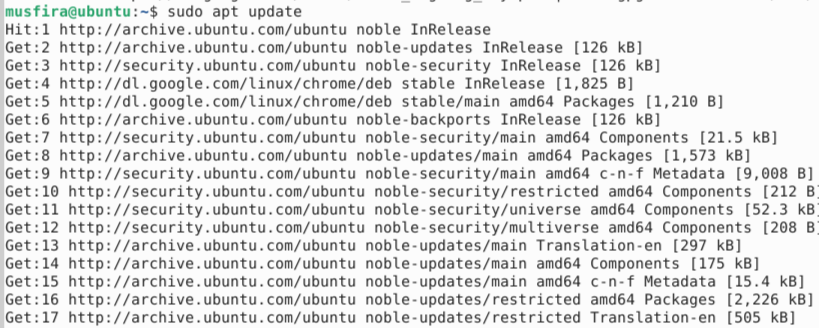 musfira@ubuntu:~$ sudo apt update
Hit:1 http://archive.ubuntu.com/ubuntu noble InRelease
Get:2 http://archive.ubuntu.com/ubuntu noble-updates InRelease [126 kB]
Get:3 http://security.ubuntu.com/ubuntu noble-security InRelease [126 kB]
Get:4 http://dl.google.com/linux/chrome/deb stable InRelease [1,825 B]
Get:5 http://dl.google.com/linux/chrome/deb stable/main amd64 Packages [1,210 B]
Get:6 http://archive.ubuntu.com/ubuntu noble-backports InRelease [126 kB]
Get:7 http://security.ubuntu.com/ubuntu noble-security/main amd64 Components [21.5 kB]
Get:8 http://archive.ubuntu.com/ubuntu noble-updates/main amd64 Packages [1,573 kB]
Get:9 http://security.ubuntu.com/ubuntu noble-security/main amd64 c-n-f Metadata [9,008 B]
Get:10 http://security.ubuntu.com/ubuntu noble-security/restricted amd64 Components [212 B]
Get:11 http://security.ubuntu.com/ubuntu noble-security/universe amd64 Components [52.3 kB]
Get:12 http://security.ubuntu.com/ubuntu noble-security/multiverse amd64 Components [208 B]
Get:13 http://archive.ubuntu.com/ubuntu noble-updates/main Translation-en [297 kB]
Get:14 http://archive.ubuntu.com/ubuntu noble-updates/main amd64 Components [175 kB]
Get:15 http://archive.ubuntu.com/ubuntu noble-updates/main amd64 c-n-f Metadata [15.4 kB]
Get:16 http://archive.ubuntu.com/ubuntu noble-updates/restricted amd64 Packages [2,226 kB]
Get:17 http://archive.ubuntu.com/ubuntu noble-updates/restricted Translation-en [505 kB]